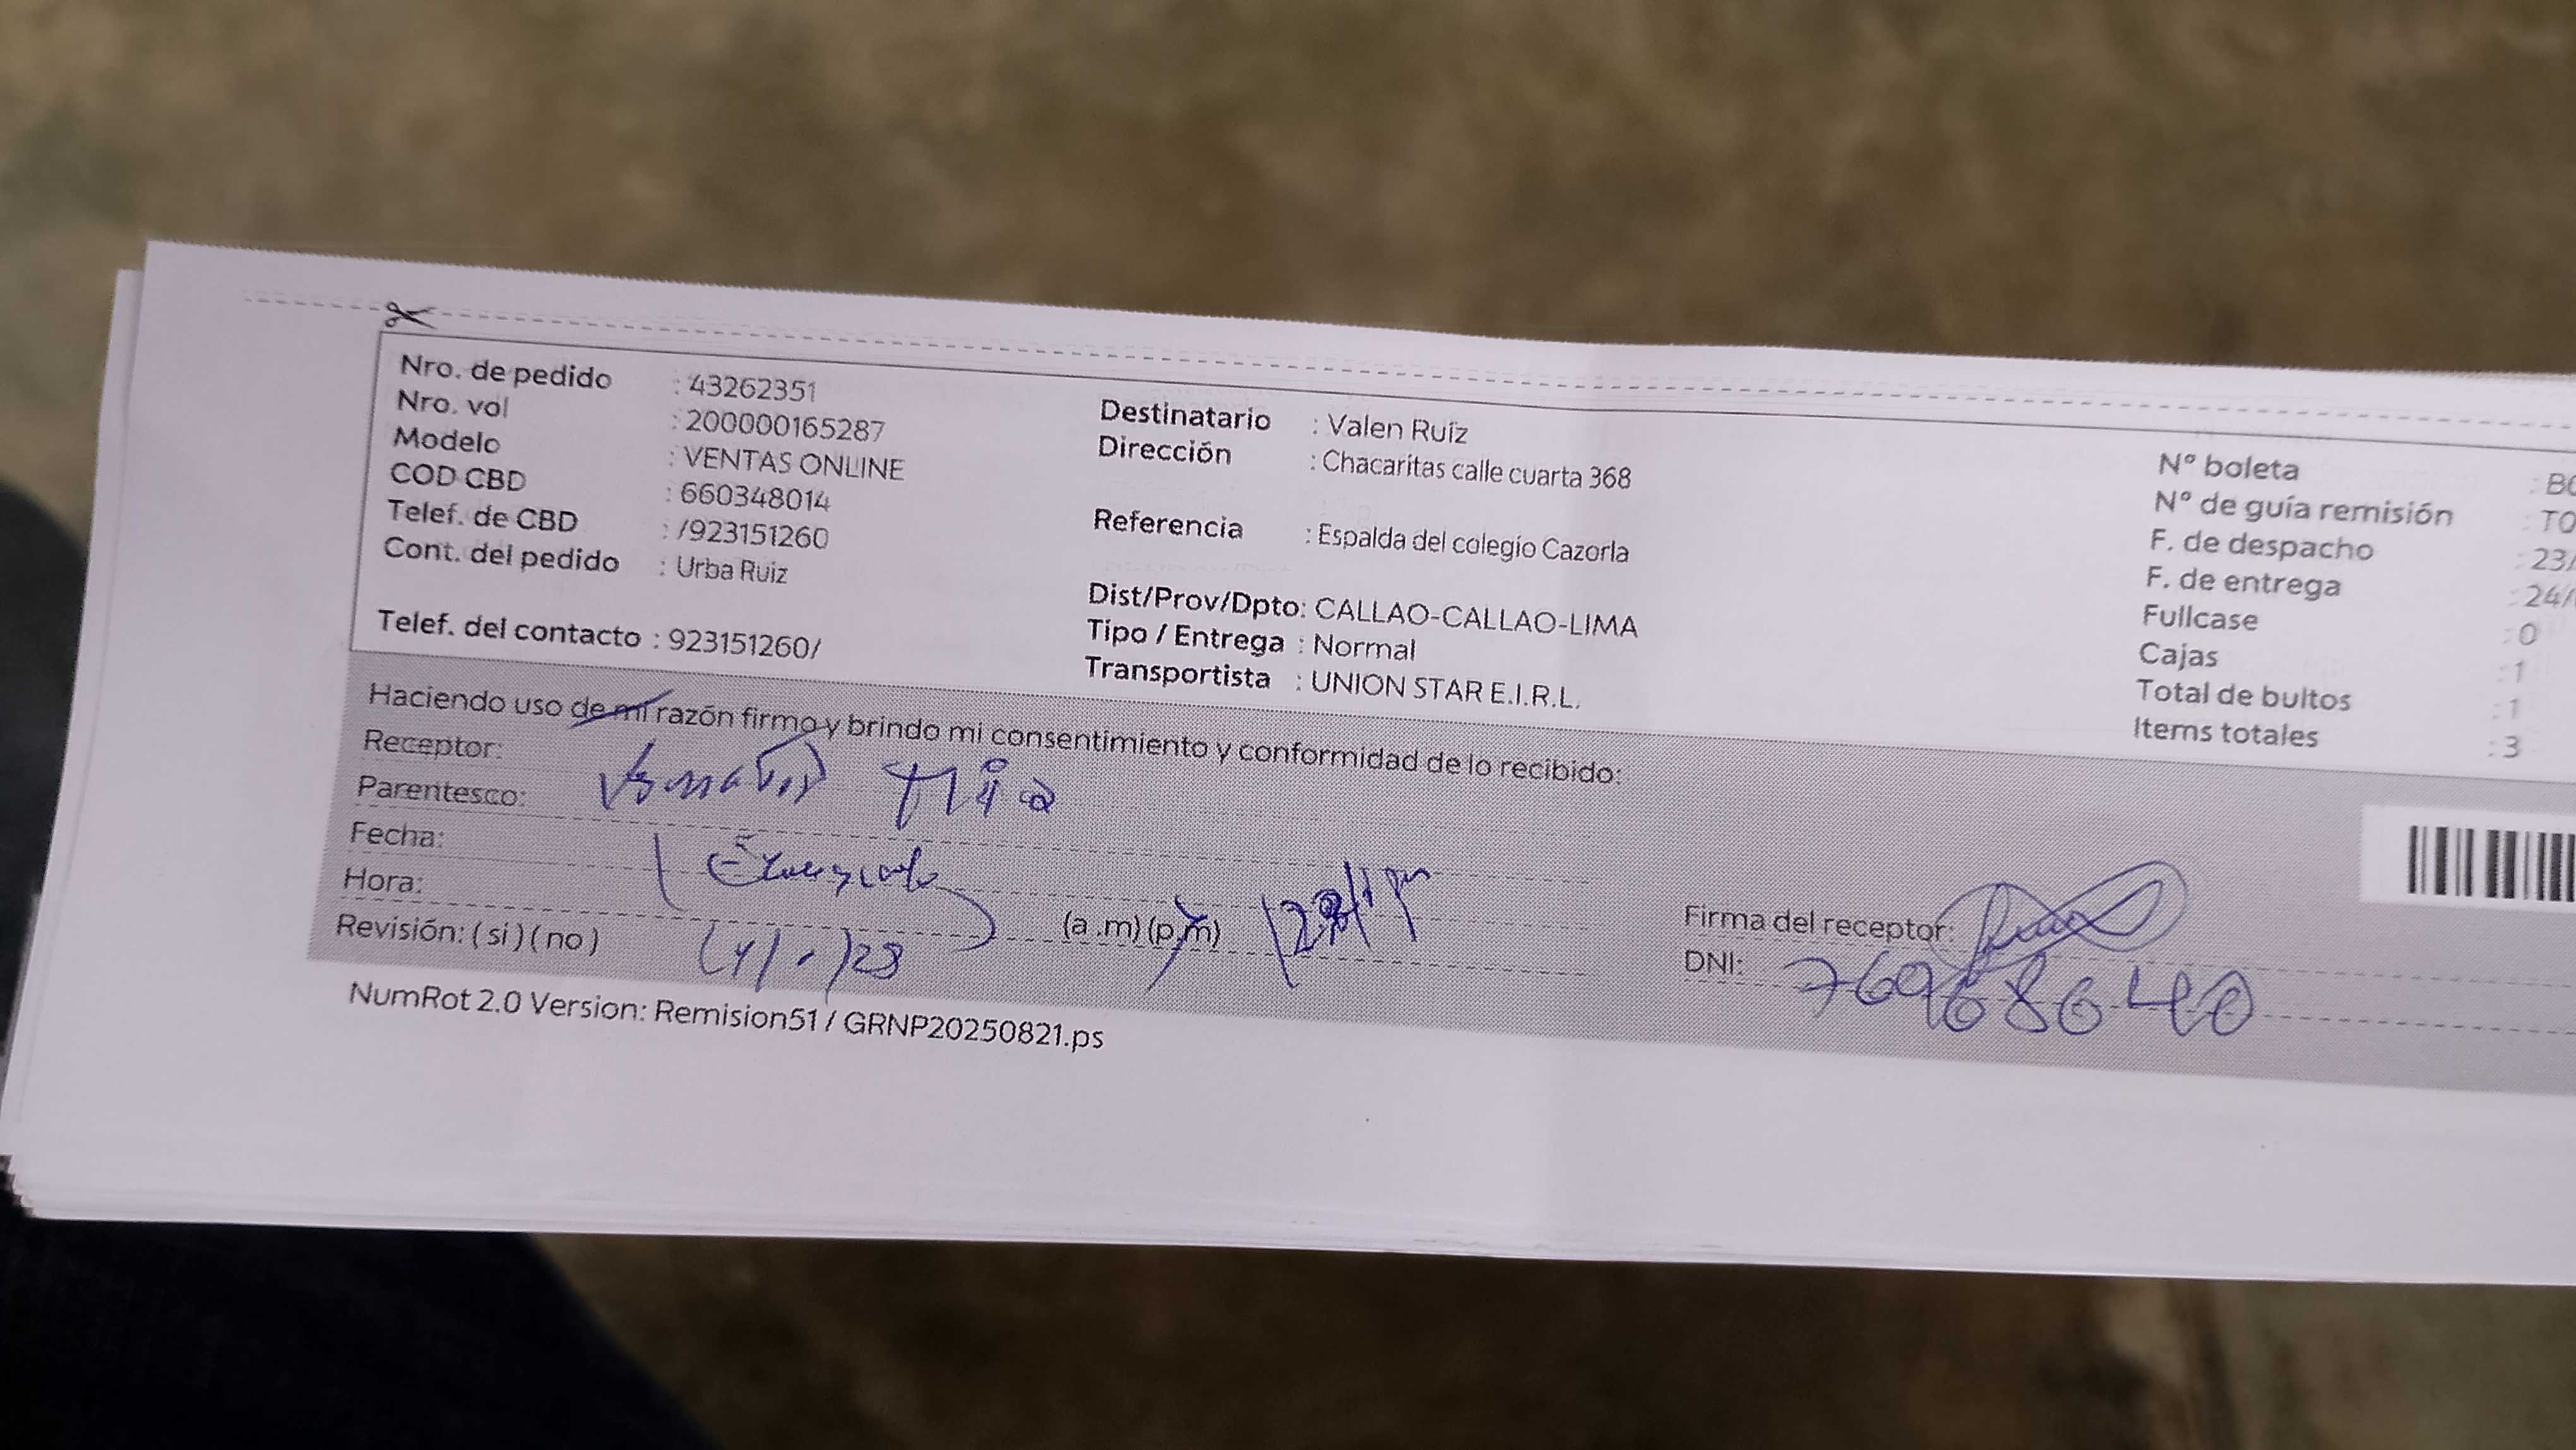 Nro. de pedido : 43262351
Nro. vol : 200000165287
Modelo : VENTAS ONLINE
COD CBD : 660348014
Telef. de CBD : /923151260
Cont. del pedido : Urba Ruiz
Telef. del contacto : 923151260/
Destinatario : Valen Ruíz
Dirección : Chacaritas calle cuarta 368
Referencia : Espalda del colegio Cazorla
Dist/Prov/Dpto: CALLAO-CALLAO-LIMA
Tipo / Entrega : Normal
Transportista : UNION STAR E.I.R.L.
N° boleta : B
N° de guía remisión : T0
F. de despacho : 23/
F. de entrega : 24/
Fullcase : 0
Cajas : 1
Total de bultos : 1
Items totales : 3
Haciendo uso de mi razón firmo y brindo mi consentimiento y conformidad de lo recibido:
Receptor:
Parentesco:
Fecha:
Hora: (a.m) (p.m)
Revisión: ( si ) ( no )
Firma del receptor:
DNI: 76968640
NumRot 2.0 Version: Remision51 / GRNP20250821.ps